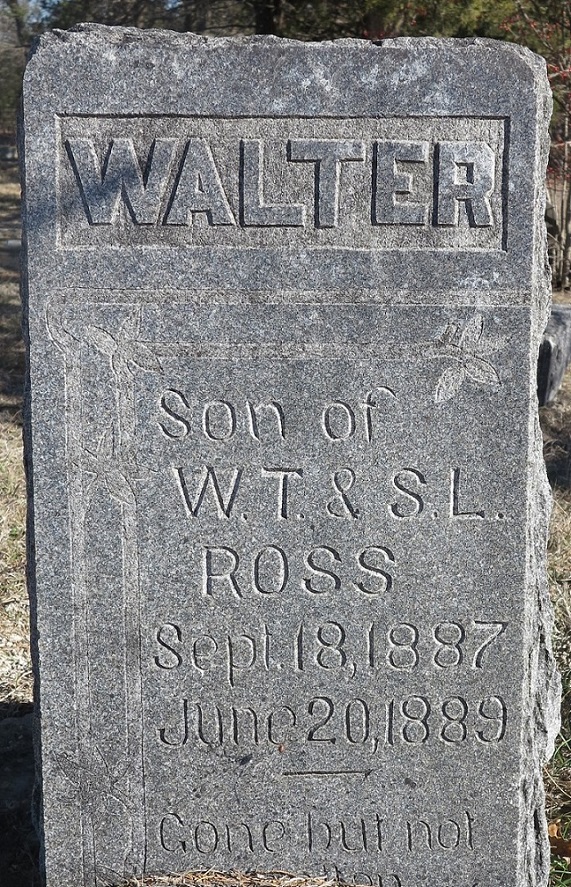 WALTER
Son of
W.T. & S.L.
ROSS
Sept. 18, 1887
June 20, 1889
Gone but not